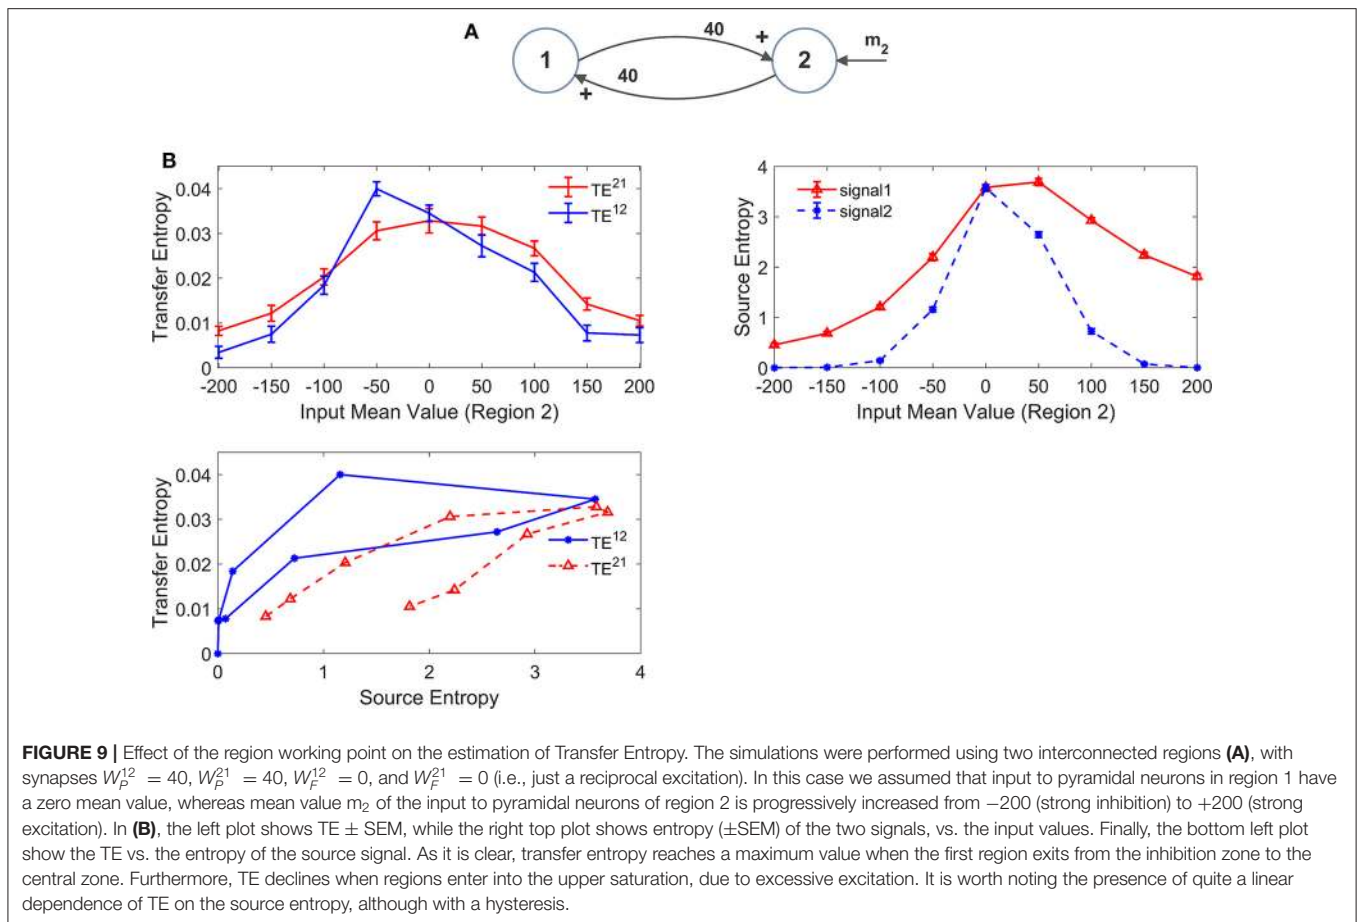 A
1
40
+
2
m2
40
+
B
Transfer Entropy
0.04
0.03
0.02
0.01
0
TE21
TE12
-200 -150 -100 -50 0 50 100 150 200
Input Mean Value (Region 2)
Source Entropy
4
3
2
1
0
signal1
signal2
-200 -150 -100 -50 0 50 100 150 200
Input Mean Value (Region 2)
Transfer Entropy
0.04
0.03
0.02
0.01
0
TE12
TE21
0 1 2 3 4
Source Entropy
FIGURE 9 | Effect of the region working point on the estimation of Transfer Entropy. The simulations were performed using two interconnected regions (A), with
synapses W_P^12 = 40, W_P^21 = 40, W_F^12 = 0, and W_F^21 = 0 (i.e., just a reciprocal excitation). In this case we assumed that input to pyramidal neurons in region 1 have
a zero mean value, whereas mean value m2 of the input to pyramidal neurons of region 2 is progressively increased from −200 (strong inhibition) to +200 (strong
excitation). In (B), the left plot shows TE ± SEM, while the right top plot shows entropy (±SEM) of the two signals, vs. the input values. Finally, the bottom left plot
show the TE vs. the entropy of the source signal. As it is clear, transfer entropy reaches a maximum value when the first region exits from the inhibition zone to the
central zone. Furthermore, TE declines when regions enter into the upper saturation, due to excessive excitation. It is worth noting the presence of quite a linear
dependence of TE on the source entropy, although with a hysteresis.